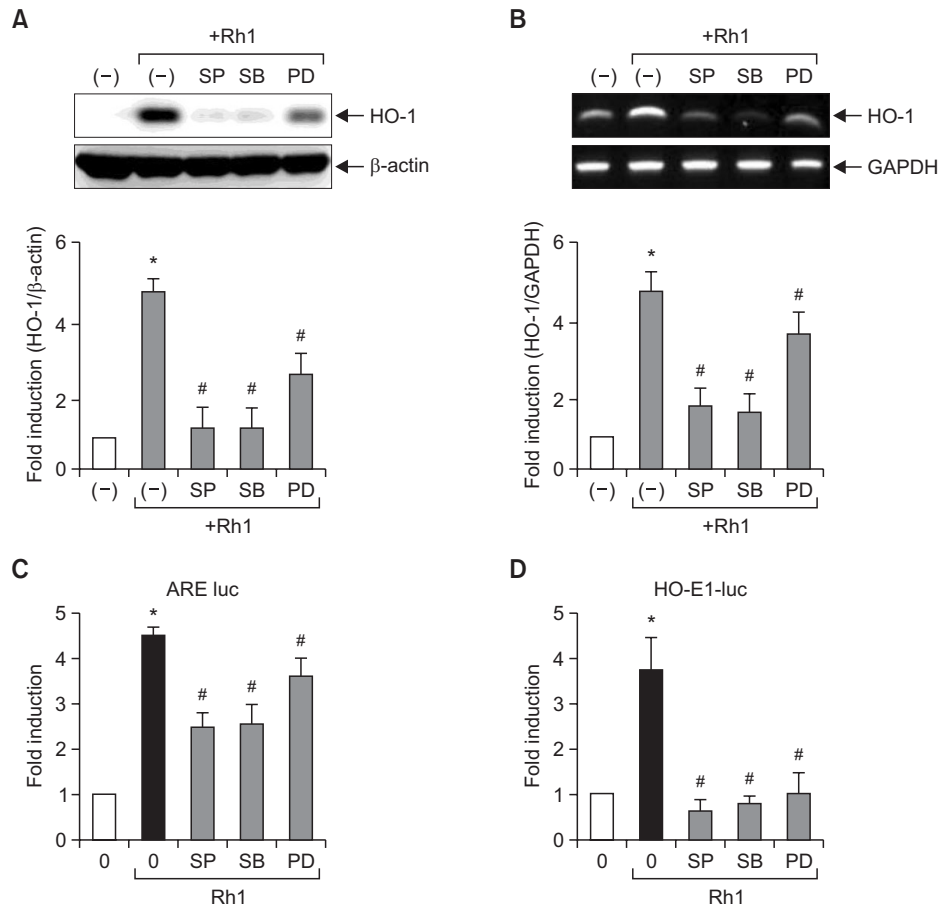 A
+Rh1
(−) (−) SP SB PD
HO-1
β-actin
Fold induction (HO-1/β-actin)
6
4
2
0
*
#
#
#
(−) (−) SP SB PD
+Rh1
B
+Rh1
(−) (−) SP SB PD
HO-1
GAPDH
Fold induction (HO-1/GAPDH)
6
4
2
0
*
#
#
#
(−) (−) SP SB PD
+Rh1
C
ARE luc
Fold induction
5
4
3
2
1
0
*
#
#
#
0 0 SP SB PD
Rh1
D
HO-E1-luc
Fold induction
5
4
3
2
1
0
*
#
#
#
0 0 SP SB PD
Rh1